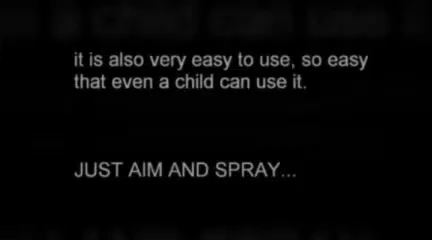 it is also very easy to use, so easy
that even a child can use it.
JUST AIM AND SPRAY...